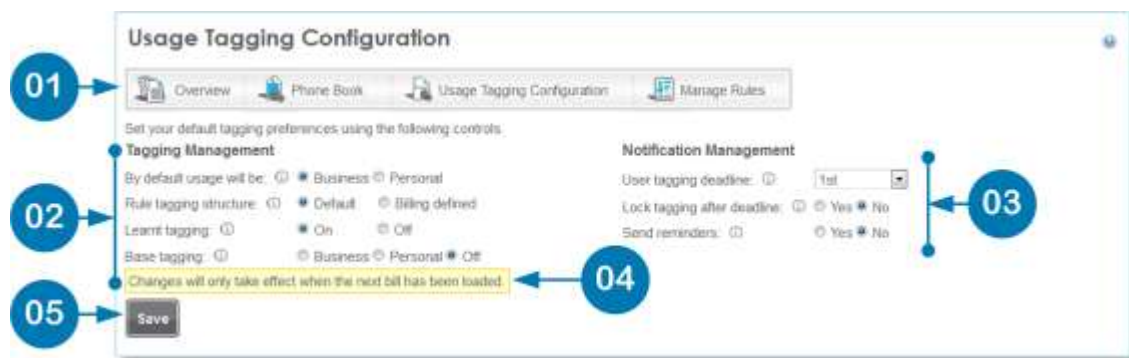 Usage Tagging Configuration
01
Overview Phone Book Usage Tagging Configuration Manage Rules
Set your default tagging preferences using the following controls.
Tagging Management
By default usage will be: Business Personal
Rule tagging structure: Default Billing defined
Learnt tagging: On Off
Base tagging: Business Personal Off
02
Notification Management
User tagging deadline: 1st
Lock tagging after deadline: Yes No
Send reminders: Yes No
03
Changes will only take effect when the next bill has been loaded.
04
05
Save